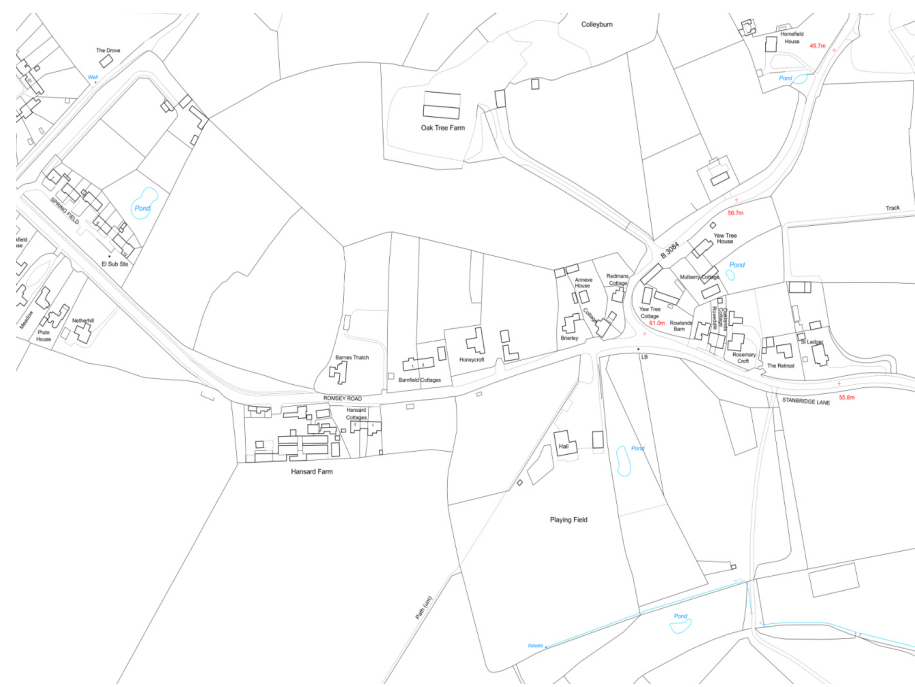 Colleyburn
Homefield
House
49.7m
The Drove
Well
Pond
Oak Tree Farm
Pond
56.7m
Track
SPRING FIELD
El Sub Sta
B 3084
Yew Tree
House
Pond
Mulberry Cottage
Redmans
Cottage
Annexe
House
Cottage
Yew Tree
Cottage
61.0m
Rowlands
Barn
Meadow
Pluto
House
Netherhill
Brierley
LB
Rosemary
Croft
The Retreat
St Ledger
Barnes Thatch
Barnfield Cottages
Honeycroft
ROMSEY ROAD
STANBRIDGE LANE
55.8m
Hansard
Cottages
Hansard Farm
Hall
Pond
Playing Field
Path (um)
Pond
Issues